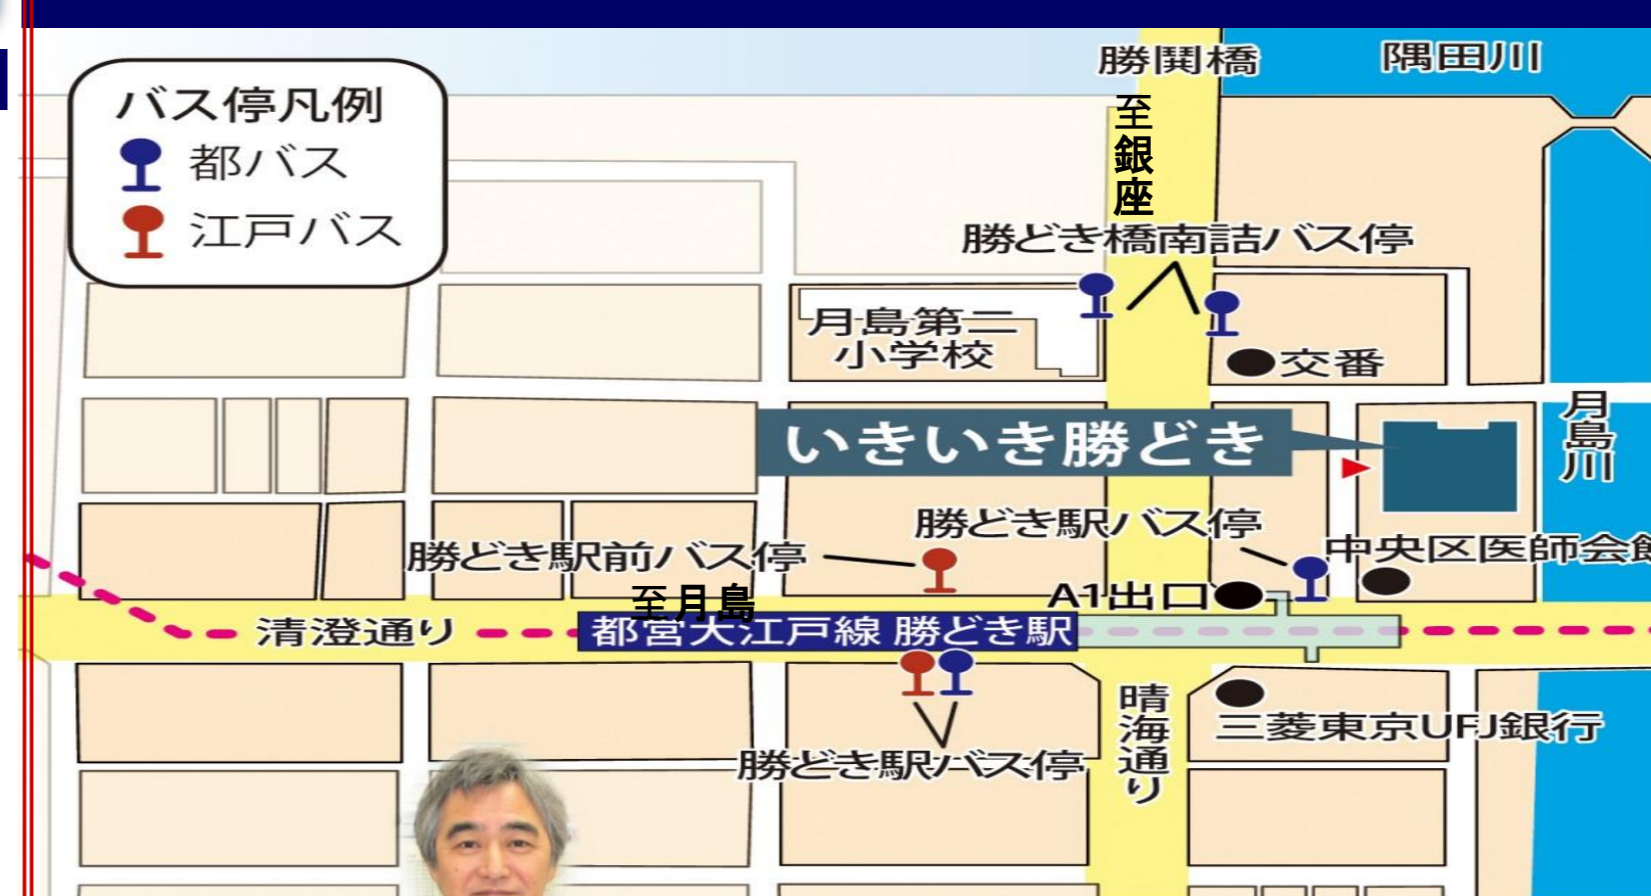 バス停凡例
都バス
江戸バス
勝鬨橋
隅田川
至銀座
勝どき橋南詰バス停
月島第二
小学校
交番
いきいき勝どき
月島川
勝どき駅バス停
中央区医師会館
勝どき駅前バス停
至月島
A1出口
清澄通り
都営大江戸線 勝どき駅
晴海通り
三菱東京UFJ銀行
勝どき駅バス停